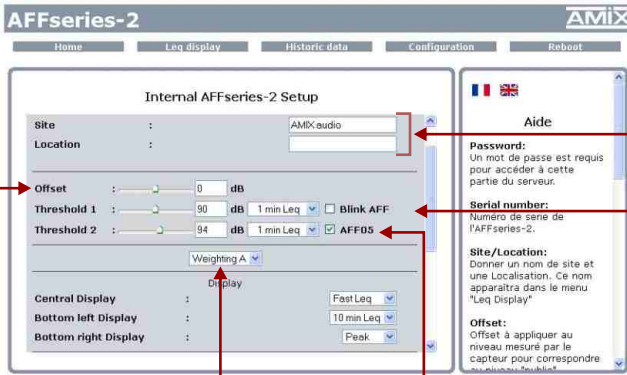 AFFseries-2
AMIX
Home Leq display Historic data Configuration Reboot
Internal AFFseries-2 Setup
Site : AMIX audio
Location :
Offset : 0 dB
Threshold 1 : 90 dB 1 min Leq Blink AFF
Threshold 2 : 94 dB 1 min Leq AFF05
Weighting A
Display
Central Display : Fast Leq
Bottom left Display : 10 min Leq
Bottom right Display : Peak
Aide
Password:
Un mot de passe est requis
pour accéder à cette
partie du serveur.
Serial number:
Numéro de serie de
l'AFFseries-2.
Site/Location:
Donner un nom de site et
une Localisation. Ce nom
apparaîtra dans le menu
"Leq Display"
Offset:
Offset à appliquer au
niveau mesuré par le
capteur pour correspondre
au niveau "public"